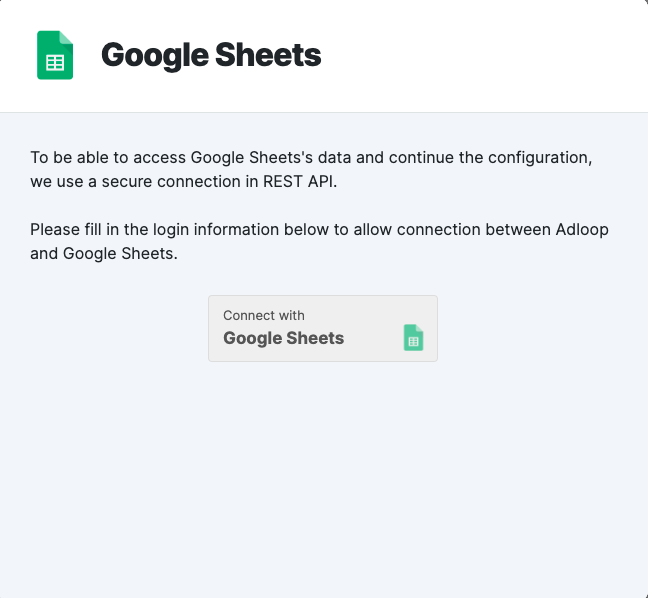 Google Sheets
To be able to access Google Sheets's data and continue the configuration,
we use a secure connection in REST API.
Please fill in the login information below to allow connection between Adloop
and Google Sheets.
Connect with
Google Sheets